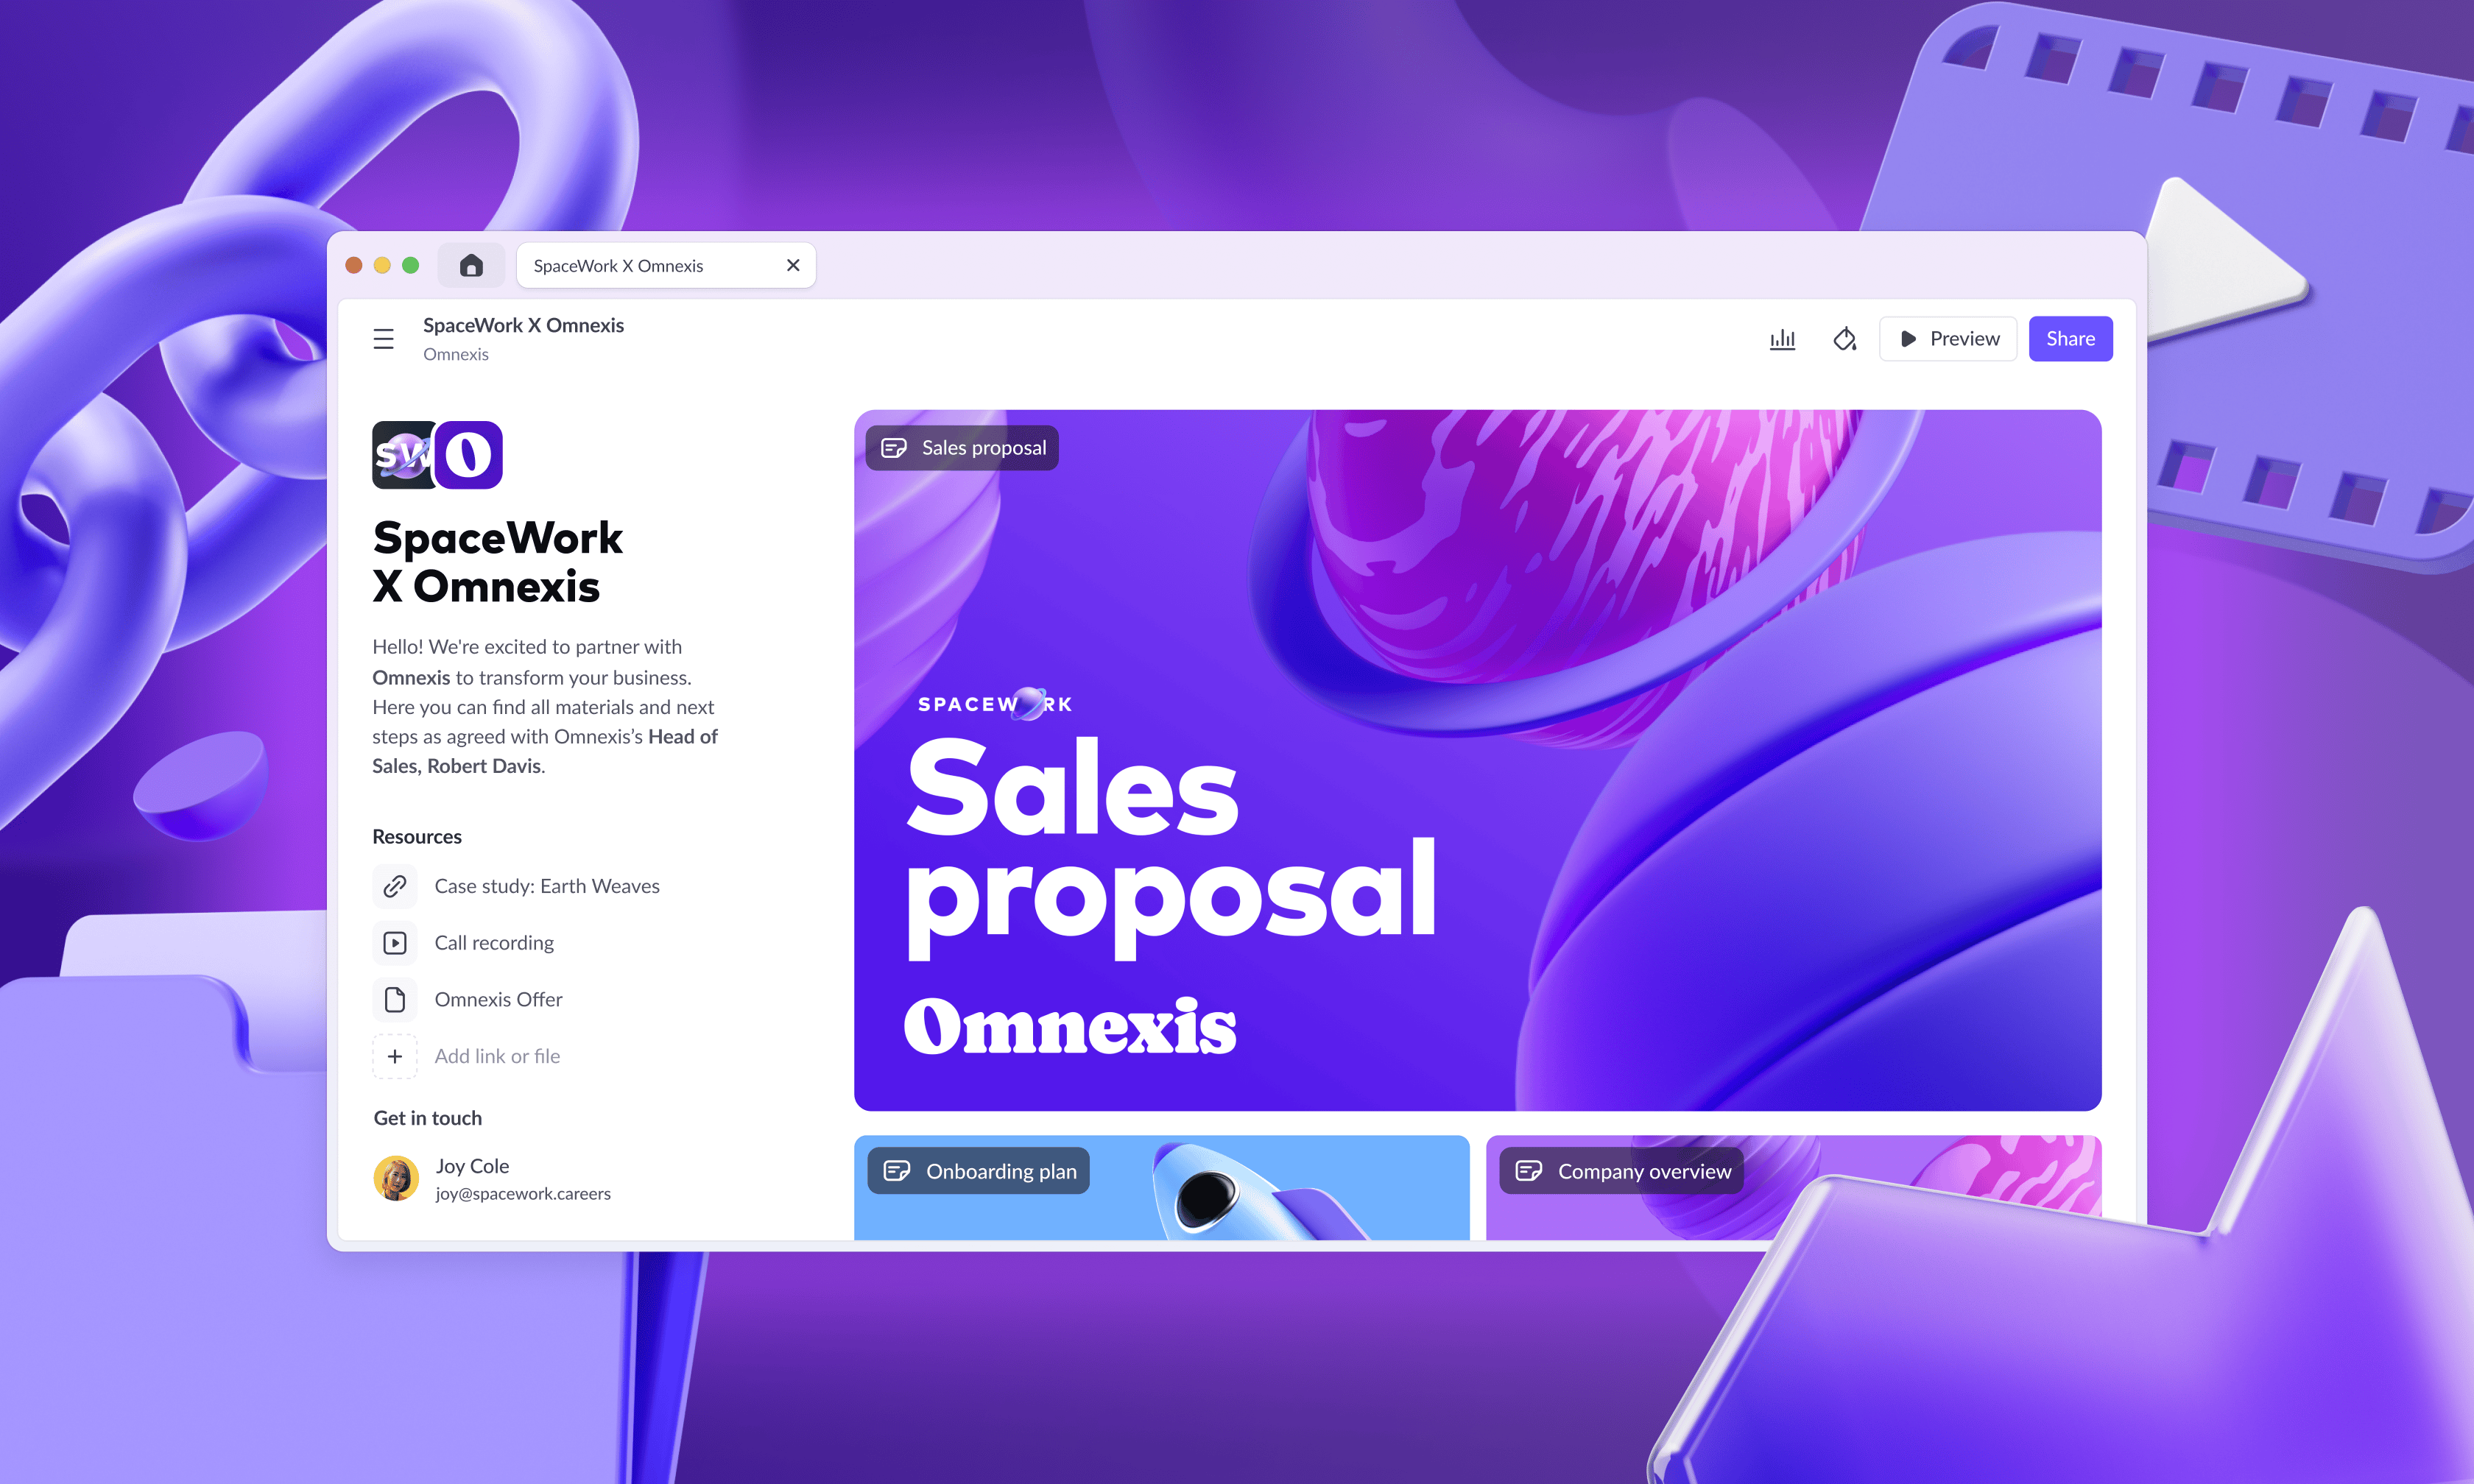 SpaceWork X Omnexis
SpaceWork X Omnexis
Omnexis
Preview
Share
SW
O
SpaceWork
X Omnexis
Hello! We're excited to partner with
Omnexis to transform your business.
Here you can find all materials and next
steps as agreed with Omnexis’s Head of
Sales, Robert Davis.
Resources
Case study: Earth Weaves
Call recording
Omnexis Offer
Add link or file
Get in touch
Joy Cole
joy@spacework.careers
Sales proposal
SPACEWORK
Sales
proposal
Omnexis
Onboarding plan
Company overview